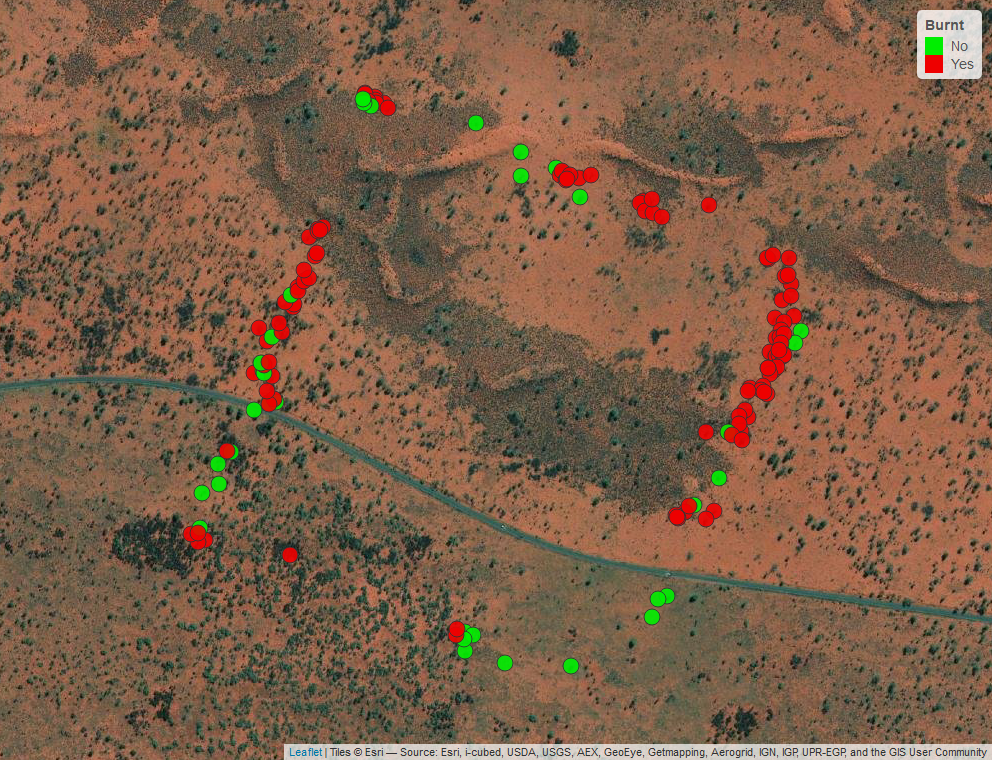 Burnt
No
Yes
Leaflet | Tiles © Esri — Source: Esri, i-cubed, USDA, USGS, AEX, GeoEye, Getmapping, Aerogrid, IGN, IGP, UPR-EGP, and the GIS User Community